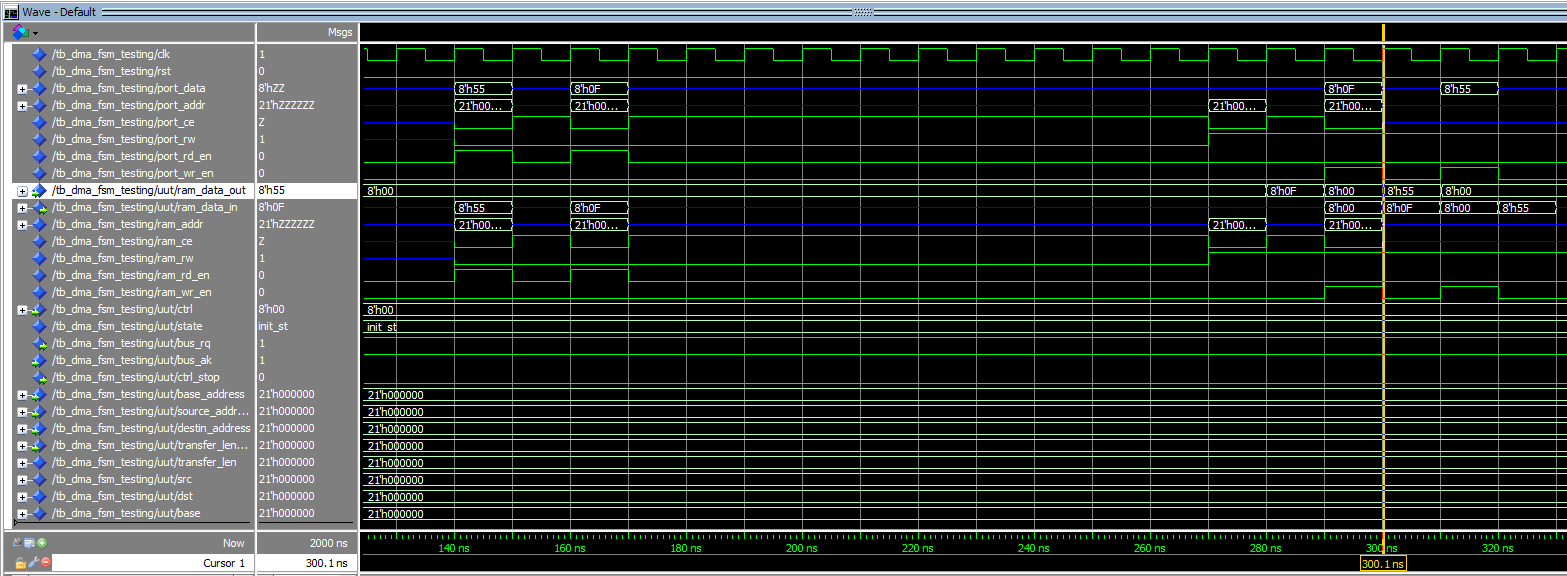 Wave - Default
Msgs
/tb_dma_fsm_testing/clk 1
/tb_dma_fsm_testing/rst 0
/tb_dma_fsm_testing/port_data 8'hZZ 8'h55 8'h0F 8'h0F 8'h55
/tb_dma_fsm_testing/port_addr 21'hZZZZZZ 21'h00... 21'h00... 21'h00... 21'h00...
/tb_dma_fsm_testing/port_ce Z
/tb_dma_fsm_testing/port_rw 1
/tb_dma_fsm_testing/port_rd_en 0
/tb_dma_fsm_testing/port_wr_en 0
/tb_dma_fsm_testing/uut/ram_data_out 8'h55 8'h00 8'h0F 8'h00 8'h55 8'h00
/tb_dma_fsm_testing/uut/ram_data_in 8'h0F 8'h55 8'h0F 8'h00 8'h0F 8'h00 8'h55
/tb_dma_fsm_testing/ram_addr 21'hZZZZZZ 21'h00... 21'h00... 21'h00... 21'h00...
/tb_dma_fsm_testing/ram_ce Z
/tb_dma_fsm_testing/ram_rw 1
/tb_dma_fsm_testing/ram_rd_en 0
/tb_dma_fsm_testing/ram_wr_en 0
/tb_dma_fsm_testing/uut/ctrl 8'h00 8'h00
/tb_dma_fsm_testing/uut/state init_st init_st
/tb_dma_fsm_testing/uut/bus_rq 1
/tb_dma_fsm_testing/uut/bus_ak 1
/tb_dma_fsm_testing/uut/ctrl_stop 0
/tb_dma_fsm_testing/uut/base_address 21'h000000 21'h000000
/tb_dma_fsm_testing/uut/source_addr... 21'h000000 21'h000000
/tb_dma_fsm_testing/uut/destin_address 21'h000000 21'h000000
/tb_dma_fsm_testing/uut/transfer_len... 21'h000000 21'h000000
/tb_dma_fsm_testing/uut/transfer_len 21'h000000 21'h000000
/tb_dma_fsm_testing/uut/src 21'h000000 21'h000000
/tb_dma_fsm_testing/uut/dst 21'h000000 21'h000000
/tb_dma_fsm_testing/uut/base 21'h000000 21'h000000
Now 2000 ns 140 ns 160 ns 180 ns 200 ns 220 ns 240 ns 260 ns 280 ns 300 ns 320 ns
Cursor 1 300.1 ns 300.1 ns